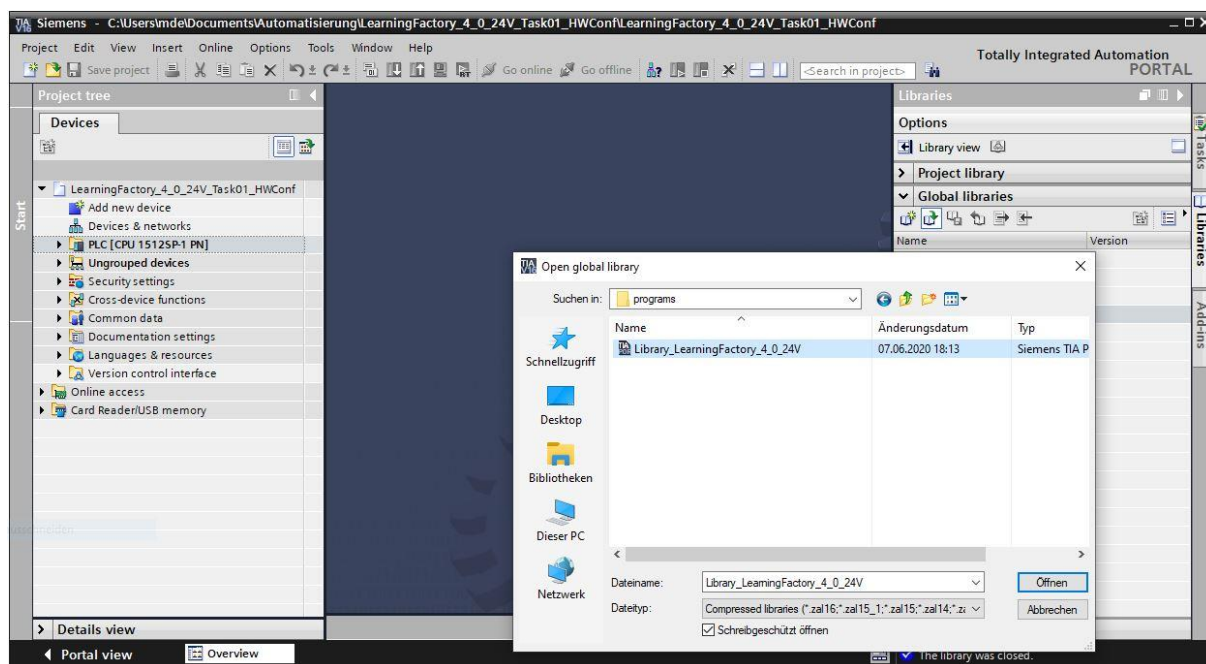 Siemens - C:\Users\mde\Documents\Automatisierung\LearningFactory_4_0_24V_Task01_HWConf\LearningFactory_4_0_24V_Task01_HWConf
Project Edit View Insert Online Options Tools Window Help
Totally Integrated Automation
PORTAL
Save project Go online Go offline <Search in project>
Project tree
Devices
LearningFactory_4_0_24V_Task01_HWConf
Add new device
Devices & networks
PLC [CPU 1512SP-1 PN]
Ungrouped devices
Security settings
Cross-device functions
Common data
Documentation settings
Languages & resources
Version control interface
Online access
Card Reader/USB memory
Details view
Start
Libraries
Options
Library view
Project library
Global libraries
Name Version
Tasks
Libraries
Add-ins
Open global library
Suchen in: programs
Name Änderungsdatum Typ
Library_LearningFactory_4_0_24V 07.06.2020 18:13 Siemens TIA P
Schnellzugriff
Desktop
Bibliotheken
Dieser PC
Netzwerk
Dateiname: Library_LearningFactory_4_0_24V Öffnen
Dateityp: Compressed libraries (*.zal16;*.zal15_1;*.zal15;*.zal14;*.za Abbrechen
Schreibgeschützt öffnen
Portal view Overview The library was closed.